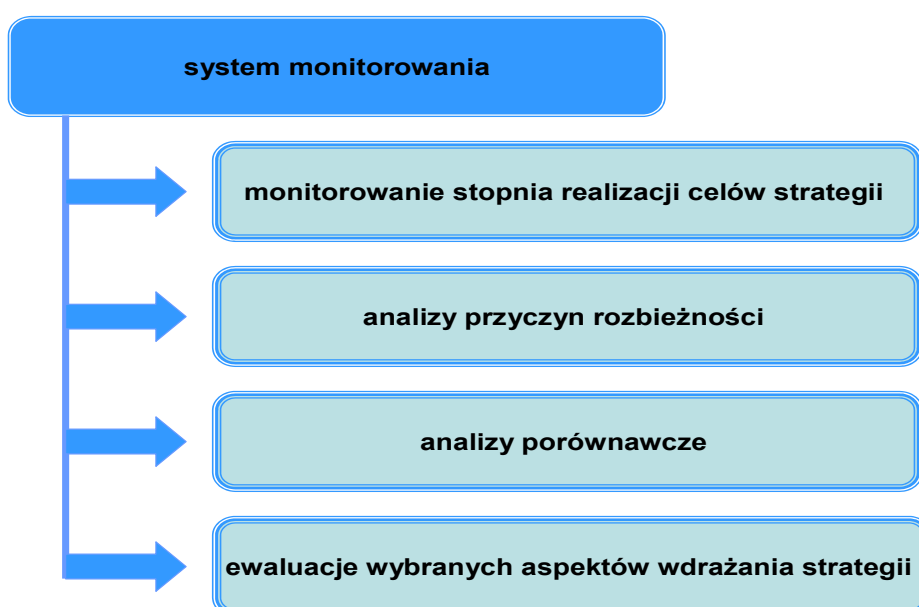 system monitorowania
monitorowanie stopnia realizacji celów strategii
analizy przyczyn rozbieżności
analizy porównawcze
ewaluacje wybranych aspektów wdrażania strategii